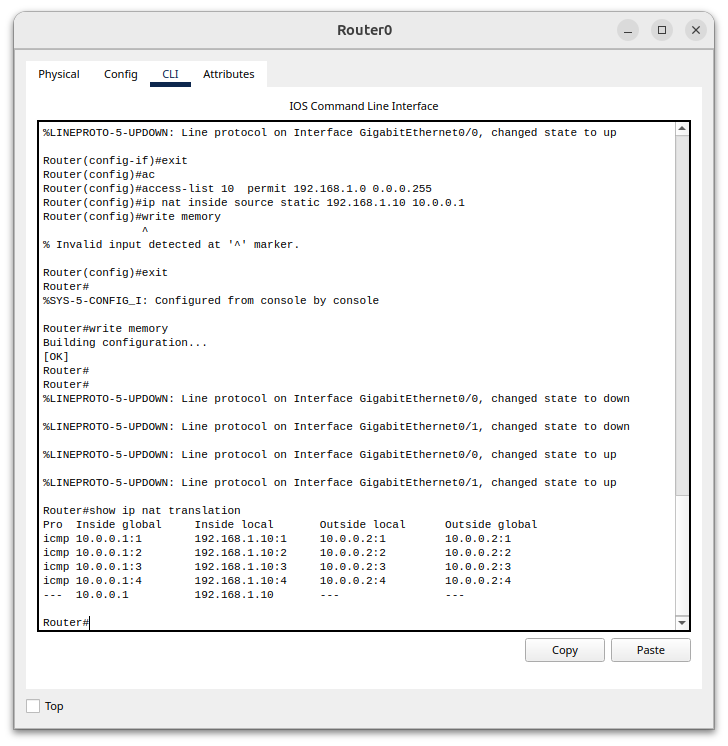 Router0
Physical Config CLI Attributes
IOS Command Line Interface
%LINEPROTO-5-UPDOWN: Line protocol on Interface GigabitEthernet0/0, changed state to up
Router(config-if)#exit
Router(config)#ac
Router(config)#access-list 10  permit 192.168.1.0 0.0.0.255
Router(config)#ip nat inside source static 192.168.1.10 10.0.0.1
Router(config)#write memory
^
% Invalid input detected at '^' marker.
Router(config)#exit
Router#
%SYS-5-CONFIG_I: Configured from console by console
Router#write memory
Building configuration...
[OK]
Router#
Router#
%LINEPROTO-5-UPDOWN: Line protocol on Interface GigabitEthernet0/0, changed state to down
%LINEPROTO-5-UPDOWN: Line protocol on Interface GigabitEthernet0/1, changed state to down
%LINEPROTO-5-UPDOWN: Line protocol on Interface GigabitEthernet0/0, changed state to up
%LINEPROTO-5-UPDOWN: Line protocol on Interface GigabitEthernet0/1, changed state to up
Router#show ip nat translation
Pro  Inside global     Inside local       Outside local      Outside global
icmp 10.0.0.1:1        192.168.1.10:1     10.0.0.2:1         10.0.0.2:1
icmp 10.0.0.1:2        192.168.1.10:2     10.0.0.2:2         10.0.0.2:2
icmp 10.0.0.1:3        192.168.1.10:3     10.0.0.2:3         10.0.0.2:3
icmp 10.0.0.1:4        192.168.1.10:4     10.0.0.2:4         10.0.0.2:4
---  10.0.0.1          192.168.1.10       ---                ---
Router#
Copy Paste
Top